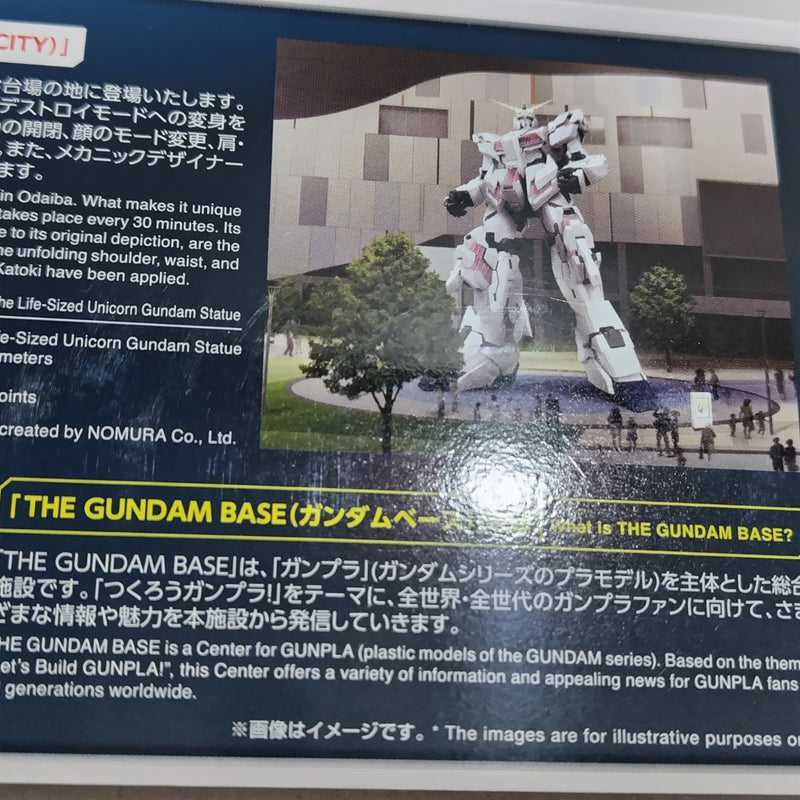 CITY)」
台場の地に登場いたします。
デストロイモードへの変身を
の開閉、顔のモード変更、肩・
。また、メカニックデザイナー
ます。
in Odaiba. What makes it unique
takes place every 30 minutes. Its
e to its original depiction, are the
he unfolding shoulder, waist, and
Katoki have been applied.
he Life-Sized Unicorn Gundam Statue
fe-Sized Unicorn Gundam Statue
meters
oints
created by NOMURA Co., Ltd.
「THE GUNDAM BASE(ガンダムベース What is THE GUNDAM BASE?
「THE GUNDAM BASE」は、「ガンプラ」(ガンダムシリーズのプラモデル)を主体とした総合
施設です。「つくろうガンプラ!」をテーマに、全世界・全世代のガンプラファンに向けて、さま
ざまな情報や魅力を本施設から発信していきます。
HE GUNDAM BASE is a Center for GUNPLA (plastic models of the GUNDAM series). Based on the them
et's Build GUNPLA!", this Center offers a variety of information and appealing news for GUNPLA fans
generations worldwide.
※画像はイメージです。* The images are for illustrative purposes on